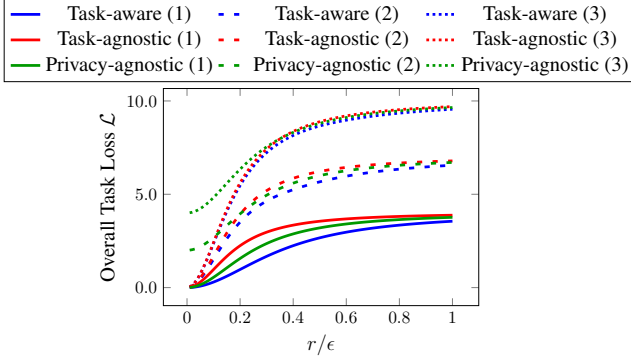 Task-aware (1) Task-aware (2) Task-aware (3)
Task-agnostic (1) Task-agnostic (2) Task-agnostic (3)
Privacy-agnostic (1) Privacy-agnostic (2) Privacy-agnostic (3)
10.0
5.0
0.0
Overall Task Loss ℒ
0 0.2 0.4 0.6 0.8 1
r/ϵ